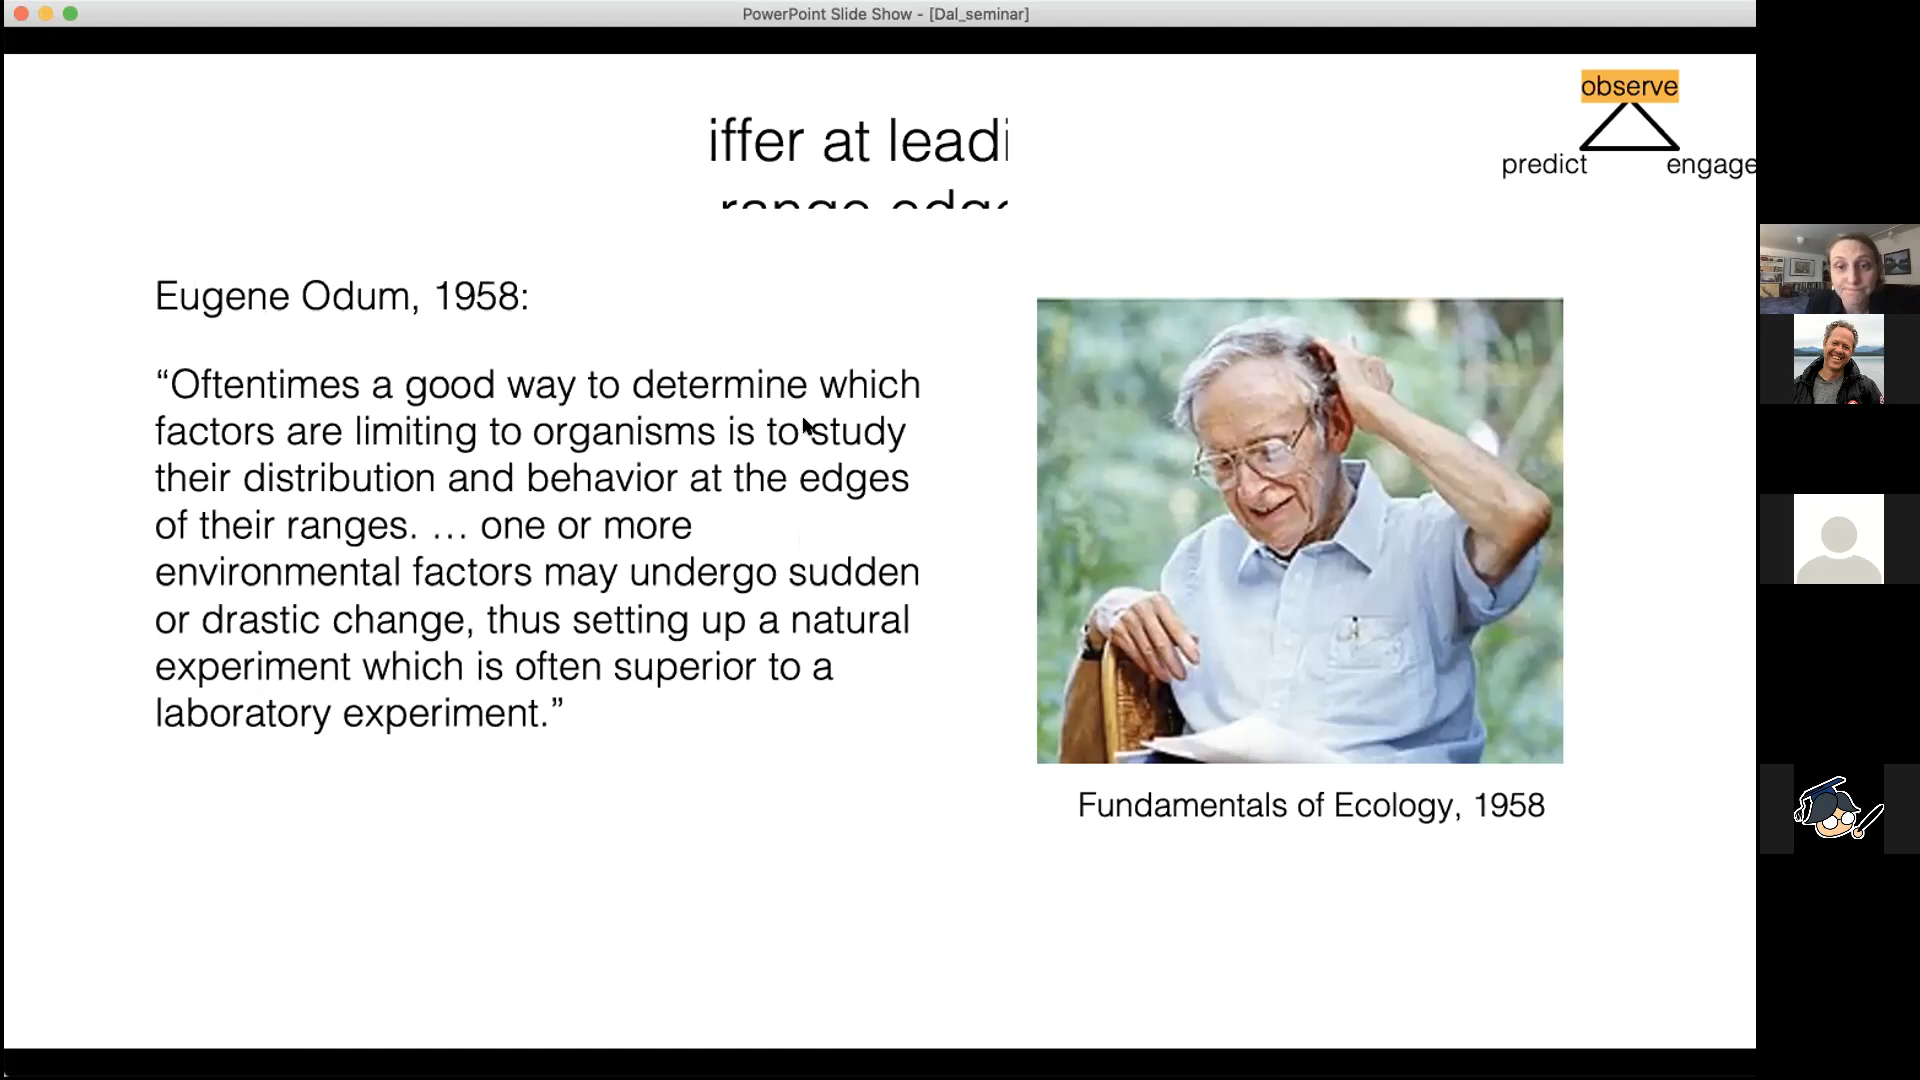 PowerPoint Slide Show - [Dal_seminar]
observe
predict engage
iffer at leadi
range edge
Eugene Odum, 1958:
“Oftentimes a good way to determine which
factors are limiting to organisms is to study
their distribution and behavior at the edges
of their ranges. … one or more
environmental factors may undergo sudden
or drastic change, thus setting up a natural
experiment which is often superior to a
laboratory experiment.”
Fundamentals of Ecology, 1958